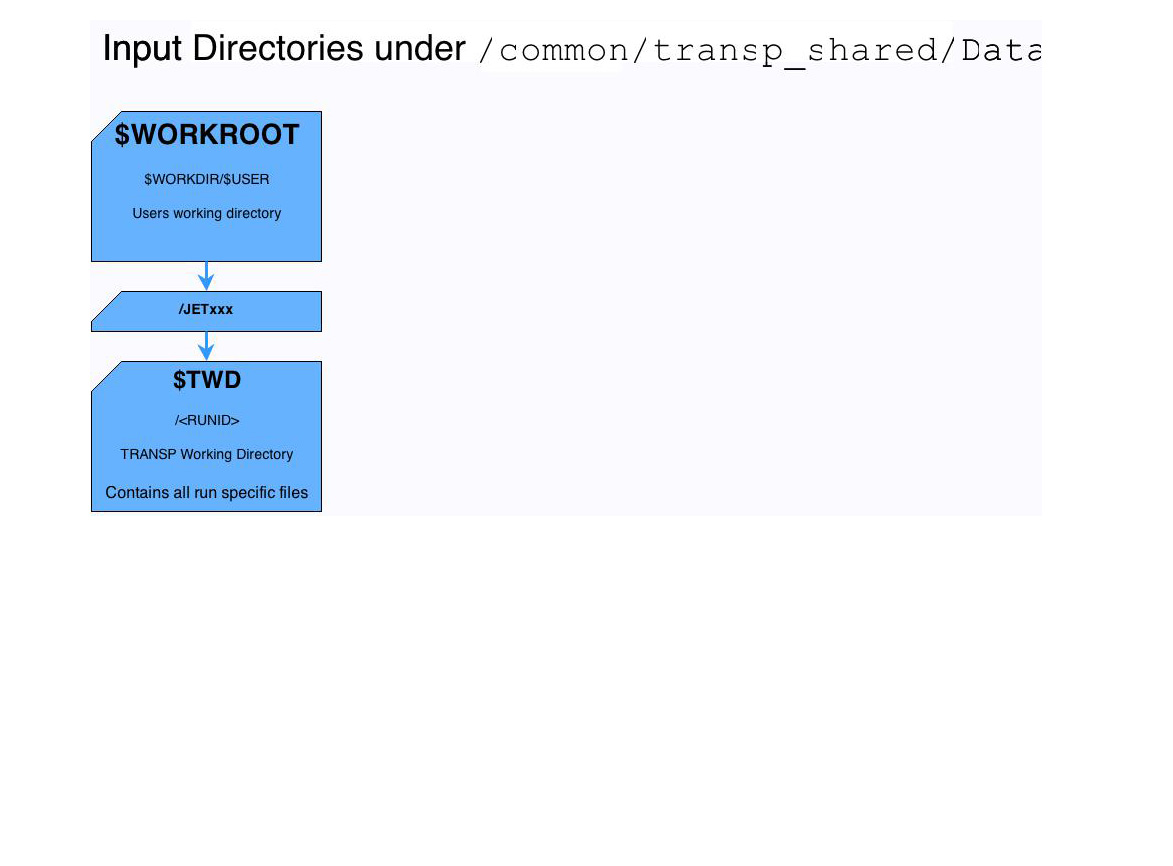 Input Directories under /common/transp_shared/Data
$WORKROOT
$WORKDIR/$USER
Users working directory
/JETxxx
$TWD
/<RUNID>
TRANSP Working Directory
Contains all run specific files